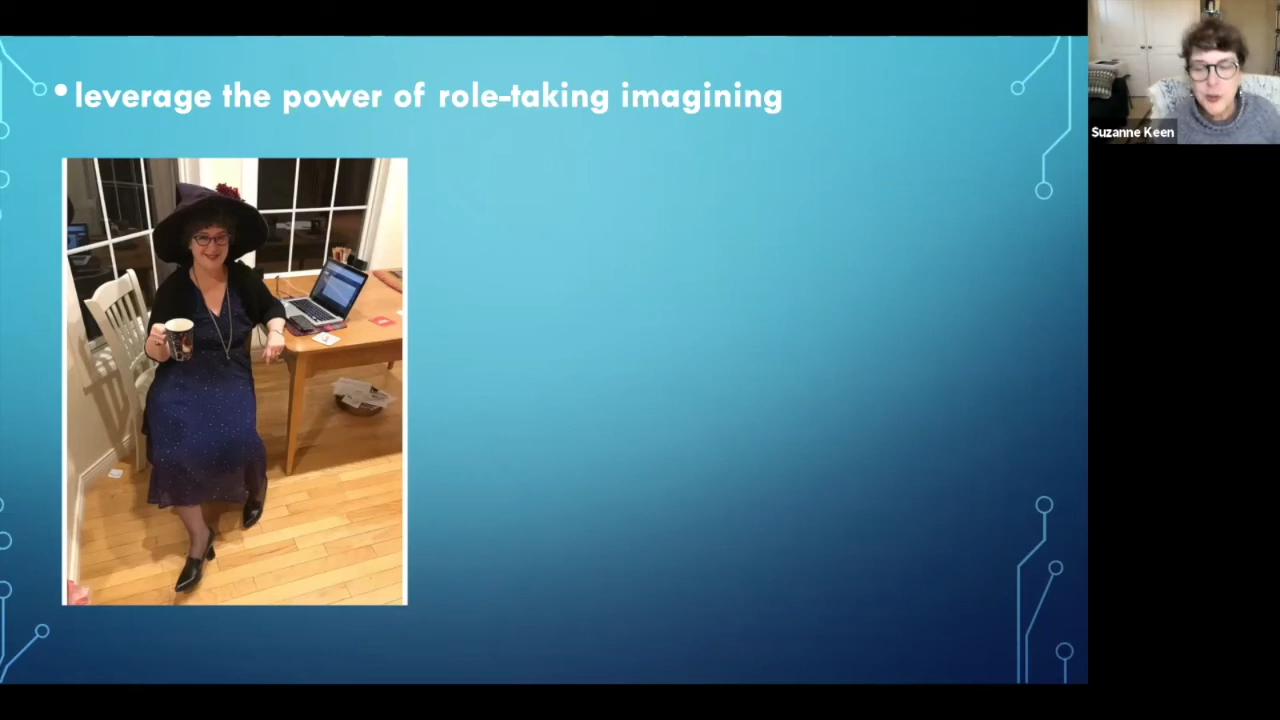 • leverage the power of role-taking imagining
Suzanne Keen